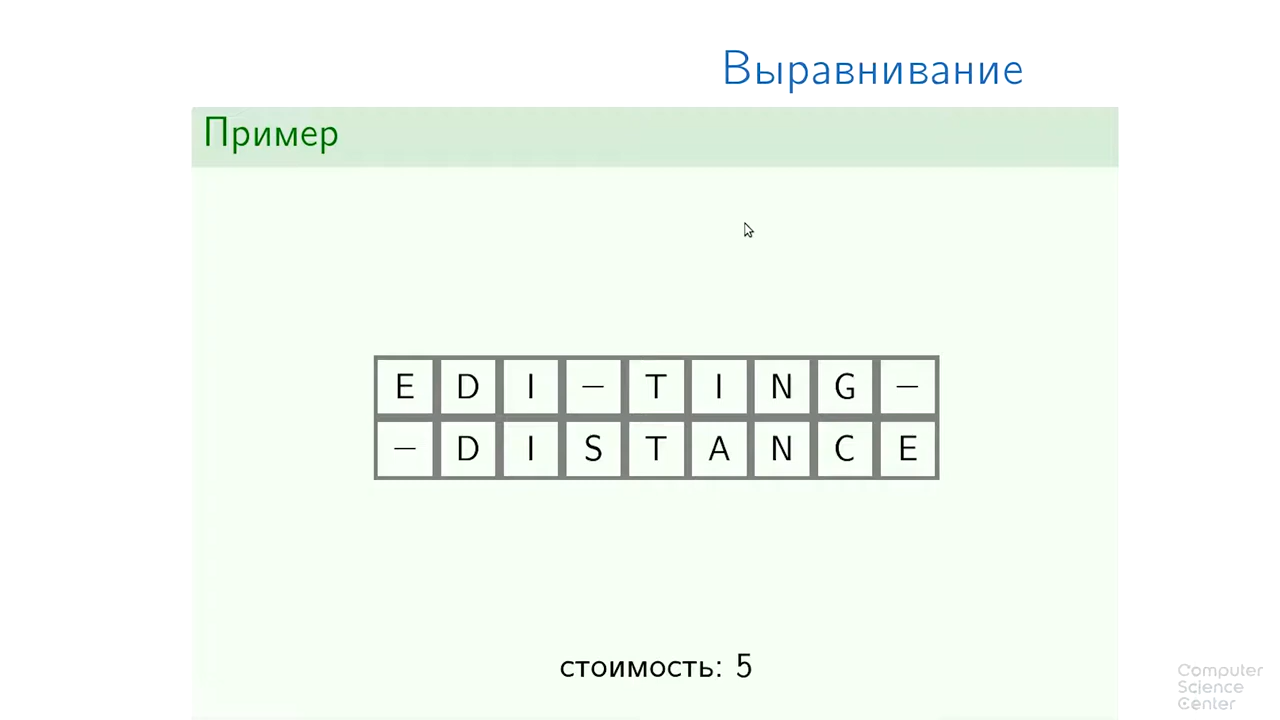 Выравнивание
Пример
E D I – T I N G –
– D I S T A N C E
стоимость: 5
Computer
Science
Center